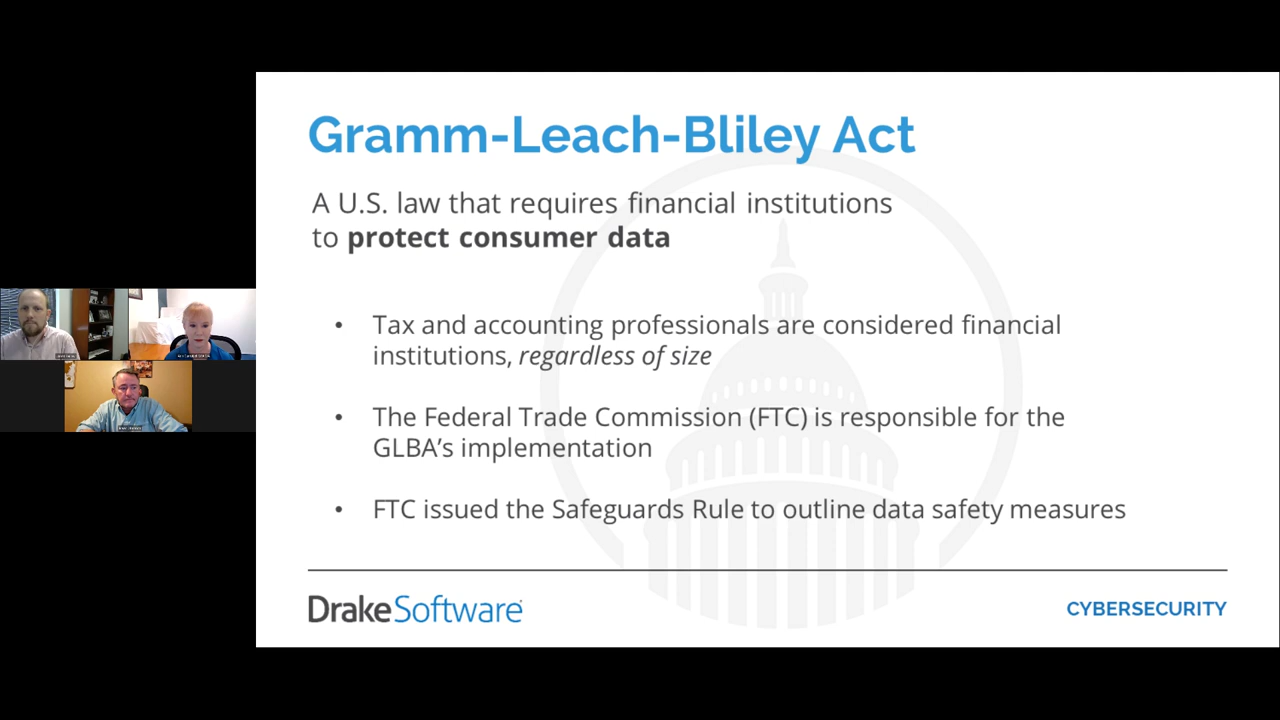 Gramm-Leach-Bliley Act
A U.S. law that requires financial institutions
to protect consumer data
• Tax and accounting professionals are considered financial
institutions, regardless of size
• The Federal Trade Commission (FTC) is responsible for the
GLBA’s implementation
• FTC issued the Safeguards Rule to outline data safety measures
DrakeSoftware
CYBERSECURITY